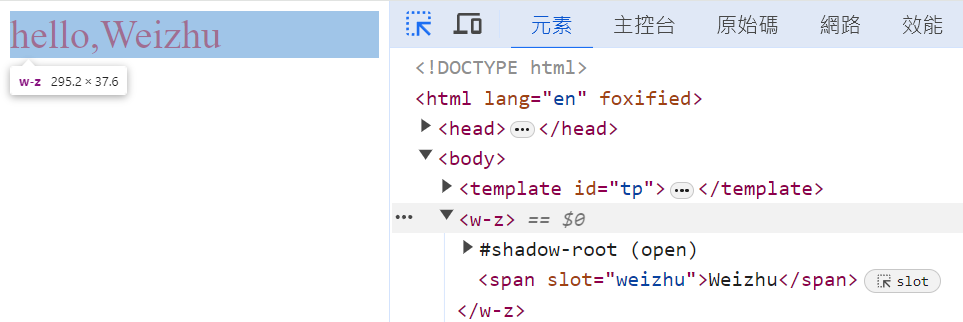 hello,Weizhu
w-z 295.2 × 37.6
元素 主控台 原始碼 網路 效能
<!DOCTYPE html>
<html lang="en" foxified>
<head>…</head>
<body>
<template id="tp">…</template>
… <w-z> == $0
#shadow-root (open)
<span slot="weizhu">Weizhu</span> slot
</w-z>